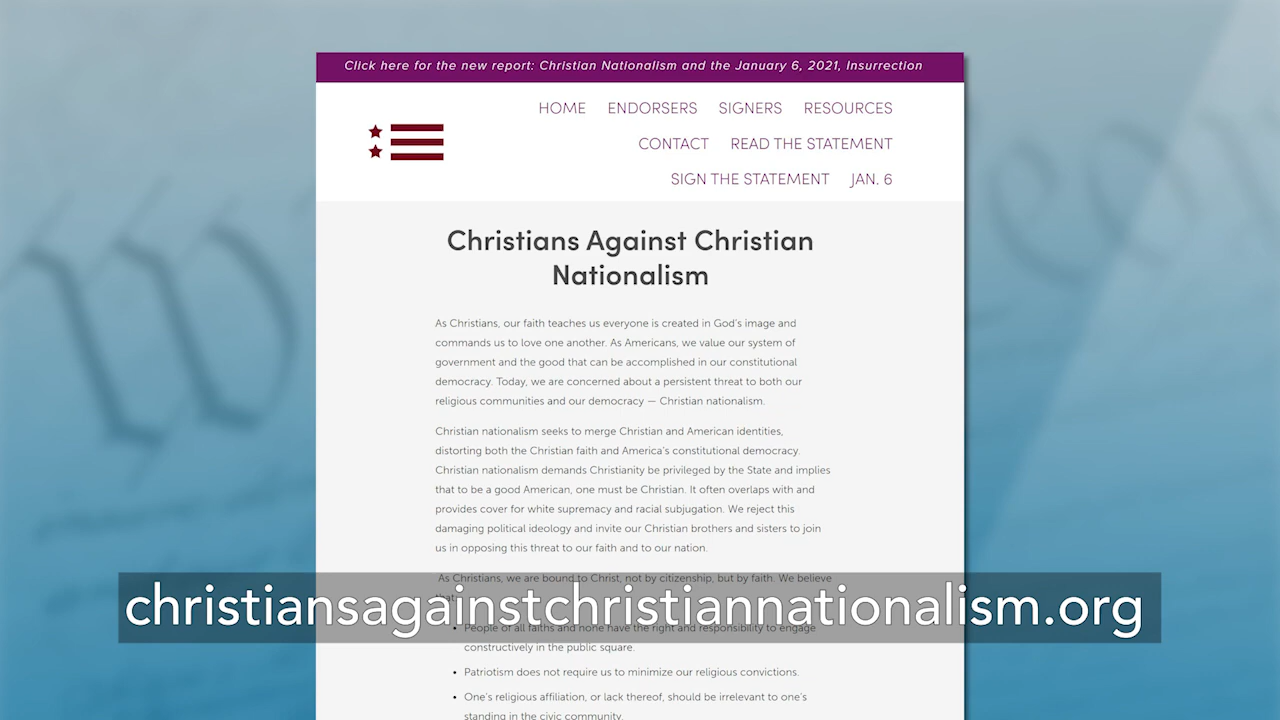 Click here for the new report: Christian Nationalism and the January 6, 2021, Insurrection
HOME ENDORSERS SIGNERS RESOURCES
CONTACT READ THE STATEMENT
SIGN THE STATEMENT JAN. 6
Christians Against Christian
Nationalism
As Christians, our faith teaches us everyone is created in God's image and
commands us to love one another. As Americans, we value our system of
government and the good that can be accomplished in our constitutional
democracy. Today, we are concerned about a persistent threat to both our
religious communities and our democracy — Christian nationalism.
Christian nationalism seeks to merge Christian and American identities,
distorting both the Christian faith and America's constitutional democracy.
Christian nationalism demands Christianity be privileged by the State and implies
that to be a good American, one must be Christian. It often overlaps with and
provides cover for white supremacy and racial subjugation. We reject this
damaging political ideology and invite our Christian brothers and sisters to join
us in opposing this threat to our faith and to our nation.
As Christians, we are bound to Christ, not by citizenship, but by faith. We believe
that:
christiansagainstchristiannationalism.org
• People of all faiths and none have the right and responsibility to engage
constructively in the public square.
• Patriotism does not require us to minimize our religious convictions.
• One's religious affiliation, or lack thereof, should be irrelevant to one's
standing in the civic community.
We